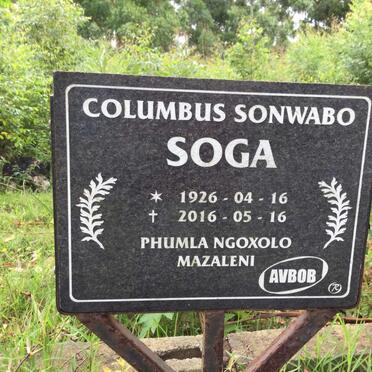 COLUMBUS SONWABO
SOGA
* 1926 - 04 - 16
† 2016 - 05 - 16
PHUMLA NGOXOLO
MAZALENI
AVBOB